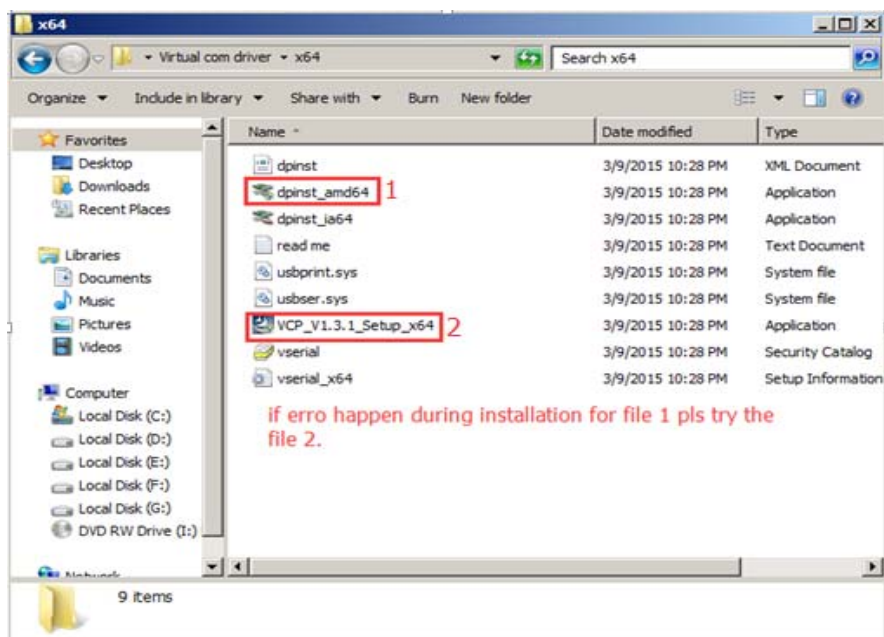 x64
Virtual com driver x64
Search x64
Organize Include in library Share with Burn New folder
Favorites
Desktop
Downloads
Recent Places
Libraries
Documents
Music
Pictures
Videos
Computer
Local Disk (C:)
Local Disk (D:)
Local Disk (E:)
Local Disk (F:)
Local Disk (G:)
DVD RW Drive (I:)
Network
Name Date modified Type
dpinst 3/9/2015 10:28 PM XML Document
dpinst_amd64 1 3/9/2015 10:28 PM Application
dpinst_ia64 3/9/2015 10:28 PM Application
read me 3/9/2015 10:28 PM Text Document
usbprint.sys 3/9/2015 10:28 PM System file
usbser.sys 3/9/2015 10:28 PM System file
VCP_V1.3.1_Setup_x64 2 3/9/2015 10:28 PM Application
vserial 3/9/2015 10:28 PM Security Catalog
vserial_x64 3/9/2015 10:28 PM Setup Information
if erro happen during installation for file 1 pls try the
file 2.
9 items